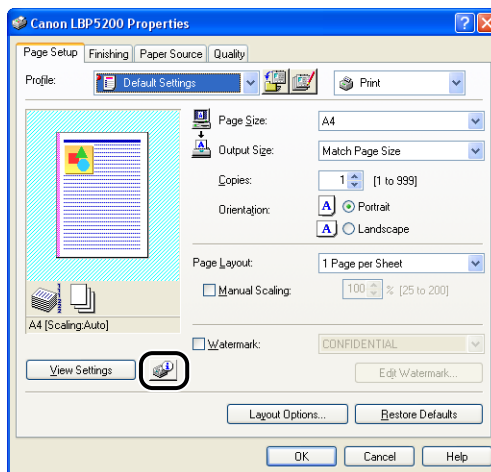 Canon LBP5200 Properties
Page Setup Finishing Paper Source Quality
Profile: Default Settings Print
Page Size: A4
Output Size: Match Page Size
Copies: 1 [1 to 999]
Orientation: A Portrait
A Landscape
Page Layout: 1 Page per Sheet
Manual Scaling: 100 % [25 to 200]
A4 [Scaling:Auto]
Watermark: CONFIDENTIAL
View Settings
Edit Watermark...
Layout Options... Restore Defaults
OK Cancel Help